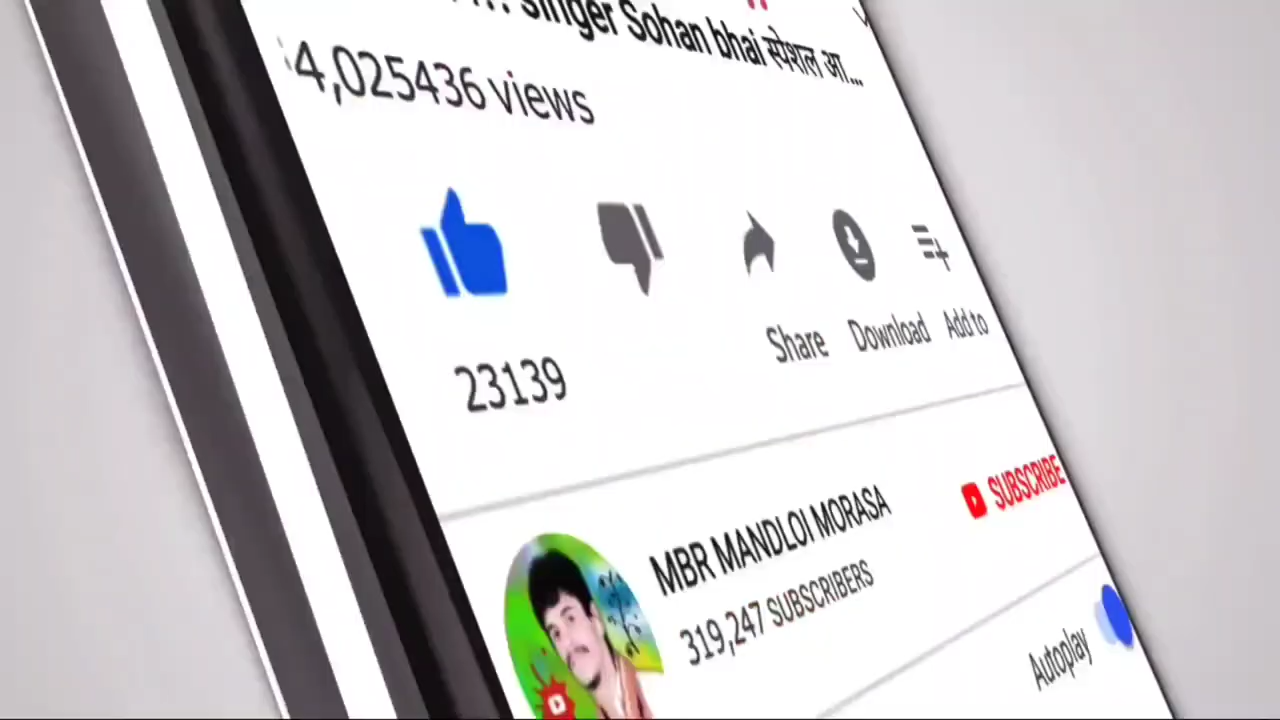 singer Sohan bhai स्पेशल आ...
4,025436 views
Share Download Add to
23139
MBR MANDLOI MORASA
SUBSCRIBE
319,247 SUBSCRIBERS
Autoplay